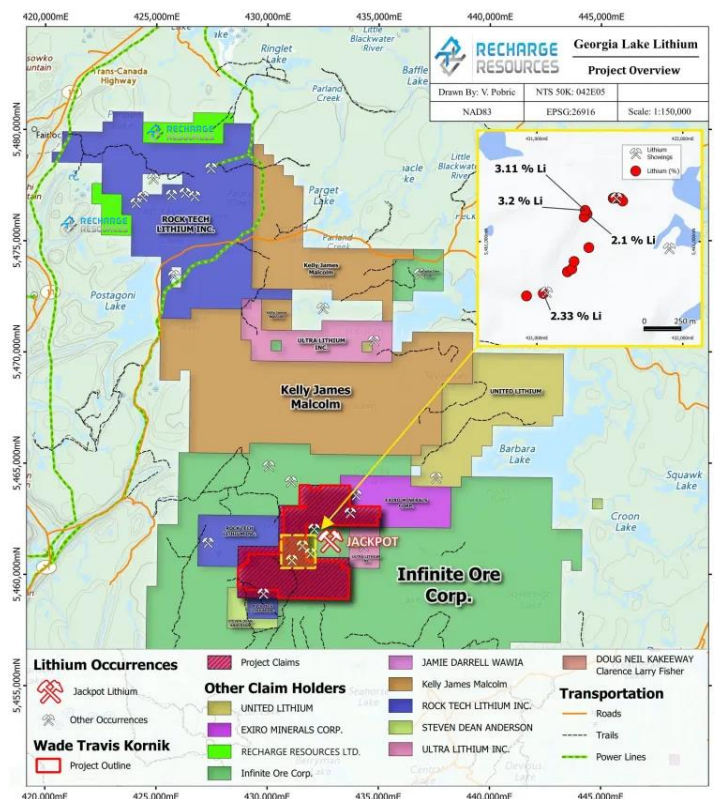 420,000mE 425,000mE 430,000mE 435,000mE 440,000mE 445,000mE
RECHARGE
RESOURCES
Georgia Lake Lithium
Project Overview
Drawn By: V. Pobric
NTS 50K: 042E05
NAD83
EPSG:26916
Scale: 1:150,000
Ringlet
Lake
Little
Blackwater
River
Baffle
Lake
Trans-Canada
Highway
Parland
Creek
5,480,000mN
5,475,000mN
5,470,000mN
5,465,000mN
5,460,000mN
5,455,000mN
RECHARGE
RECHARGE
RESOURCES
ROCK TECH
LITHIUM INC.
Parget
Lake
Parland
Creek
Postagoni
Lake
Kelly James
Malcolm
ULTRA LITHIUM
INC.
Kelly James
Malcolm
UNITED LITHIUM
Barbara
Lake
Squawk
Lake
Croon
Lake
EXIRO MINERALS
CORP.
ROCK TECH
LITHIUM INC.
JACKPOT
Infinite Ore
Corp.
11
Lithium
Showings
Lithium (%)
3.11 % Li
3.2 % Li
2.1 % Li
2.33 % Li
0 250 m
Lithium Occurrences
Jackpot Lithium
Other Occurrences
Wade Travis Kornik
Project Outline
Project Claims
Other Claim Holders
UNITED LITHIUM
EXIRO MINERALS CORP.
RECHARGE RESOURCES LTD.
Infinite Ore Corp.
JAMIE DARRELL WAWIA
Kelly James Malcolm
ROCK TECH LITHIUM INC.
STEVEN DEAN ANDERSON
ULTRA LITHIUM INC.
DOUG NEIL KAKEEWAY
Clarence Larry Fisher
Transportation
Roads
Trails
Power Lines
420,000mE 425,000mE 430,000mE 435,000mE 440,000mE 445,000mE